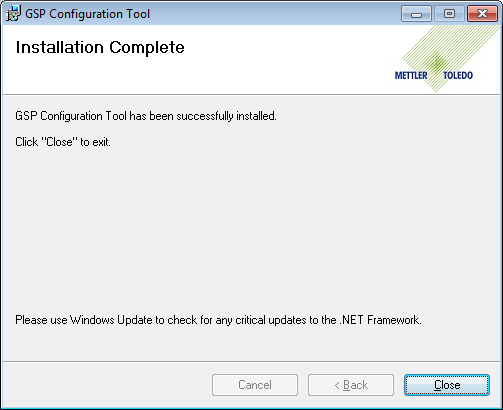 GSP Configuration Tool
Installation Complete
METTLER TOLEDO
GSP Configuration Tool has been successfully installed.
Click "Close" to exit.
Please use Windows Update to check for any critical updates to the .NET Framework.
Cancel
< Back
Close